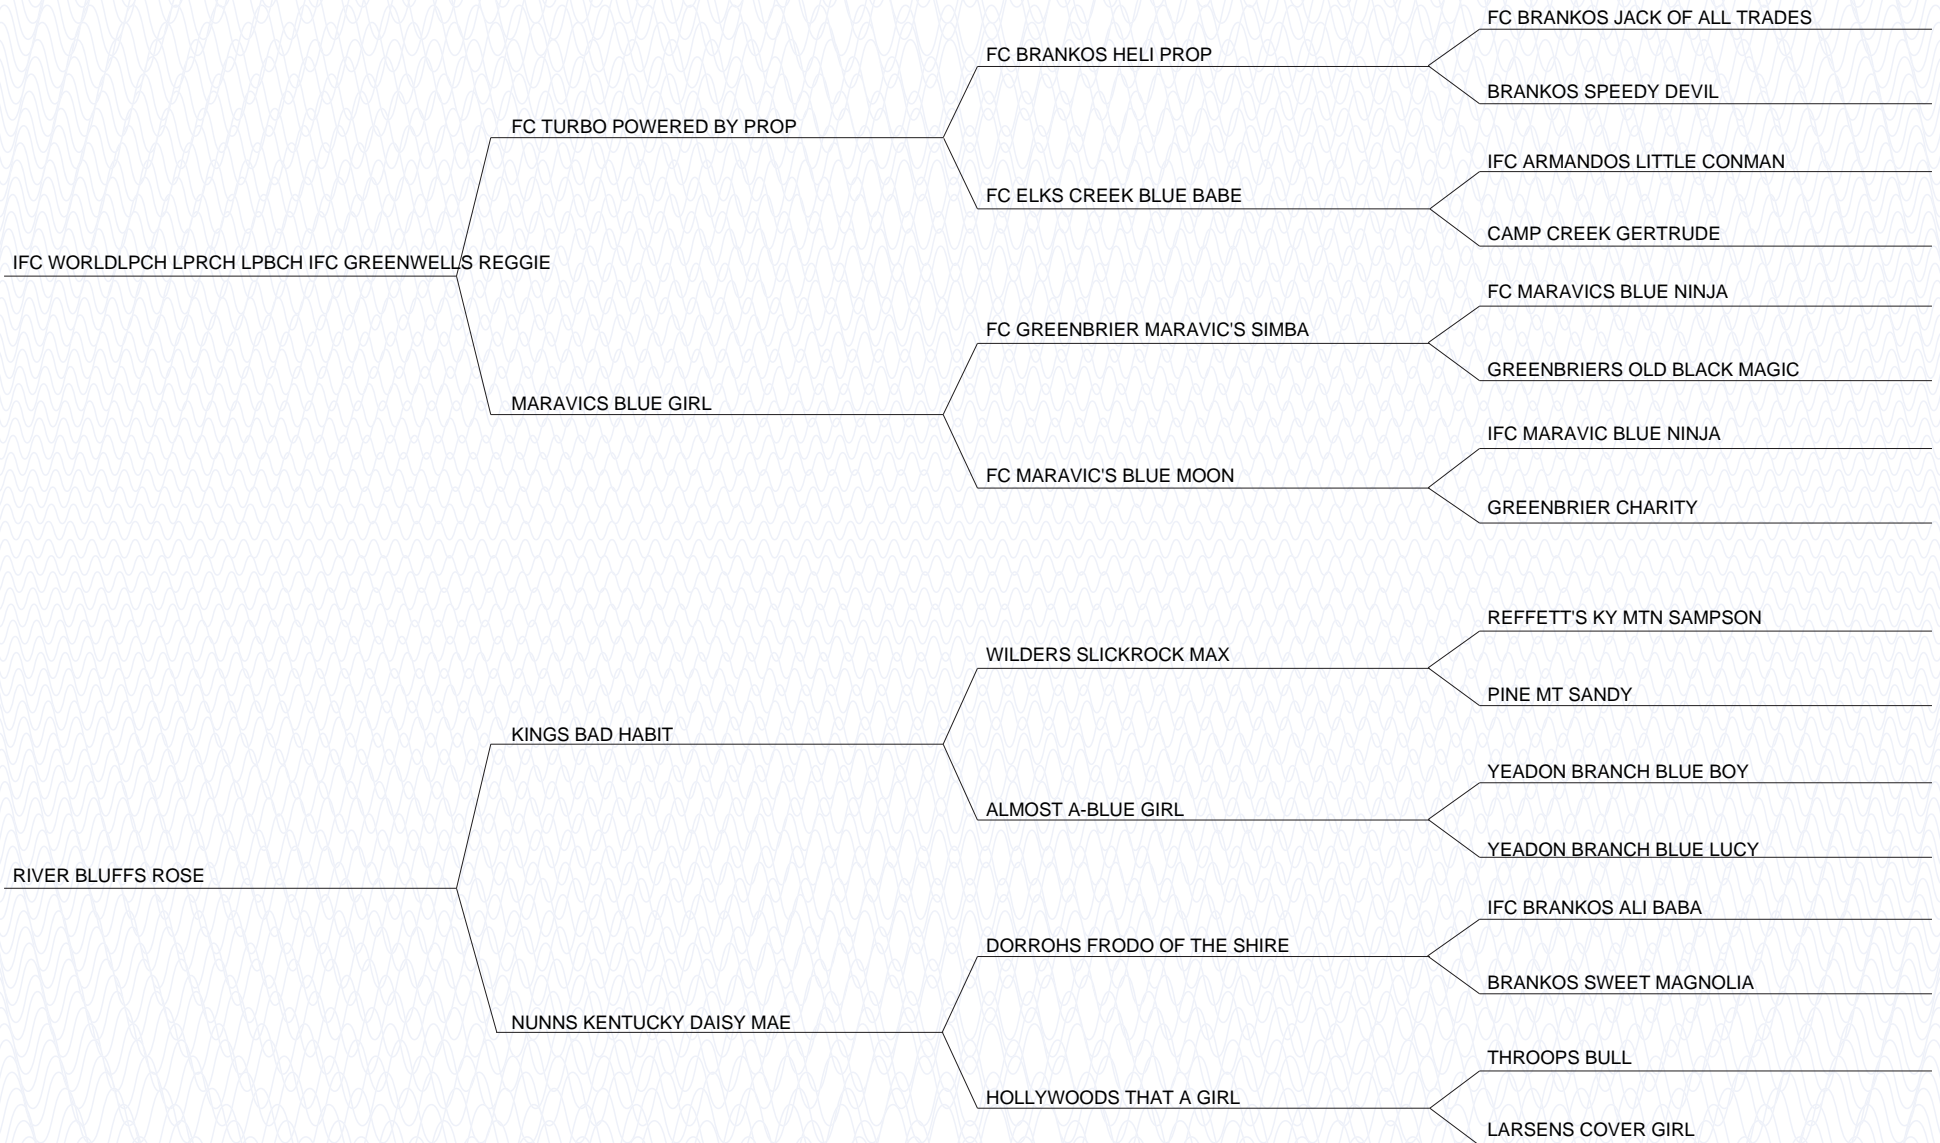 FC BRANKOS JACK OF ALL TRADES
FC BRANKOS HELI PROP
BRANKOS SPEEDY DEVIL
FC TURBO POWERED BY PROP
IFC ARMANDOS LITTLE CONMAN
FC ELKS CREEK BLUE BABE
CAMP CREEK GERTRUDE
IFC WORLDLPCH LPRCH LPBCH IFC GREENWELLS REGGIE
FC MARAVICS BLUE NINJA
FC GREENBRIER MARAVIC'S SIMBA
GREENBRIERS OLD BLACK MAGIC
MARAVICS BLUE GIRL
IFC MARAVIC BLUE NINJA
FC MARAVIC'S BLUE MOON
GREENBRIER CHARITY
REFFETT'S KY MTN SAMPSON
WILDERS SLICKROCK MAX
PINE MT SANDY
KINGS BAD HABIT
YEADON BRANCH BLUE BOY
ALMOST A-BLUE GIRL
YEADON BRANCH BLUE LUCY
RIVER BLUFFS ROSE
IFC BRANKOS ALI BABA
DORROHS FRODO OF THE SHIRE
BRANKOS SWEET MAGNOLIA
NUNNS KENTUCKY DAISY MAE
THROOPS BULL
HOLLYWOODS THAT A GIRL
LARSENS COVER GIRL